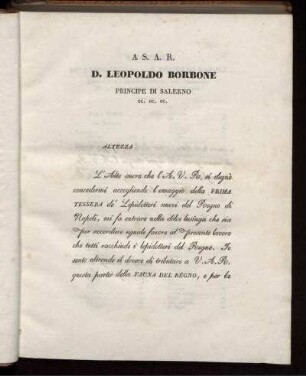 A S. A. R.
D. LEOPOLDO BORBONE
PRINCIPE DI SALERNO
ec. ec. ec.
ALTEZZA
L'Alto onore che l'A. V. R. si degnò
concedermi accogliendo l'omaggio della PRIMA
TESSERA di' Lepidotteri nuovi del Regno di
Napoli, mi fa entrare nella dolce lusinga che sia
per accordare eguale favore al presente lavoro
che tutti racchiude i lepidotteri del Regno. Io
sento altronde il dovere di tributare a V. A. R.
questa parte della FAUNA DEL REGNO, e per la